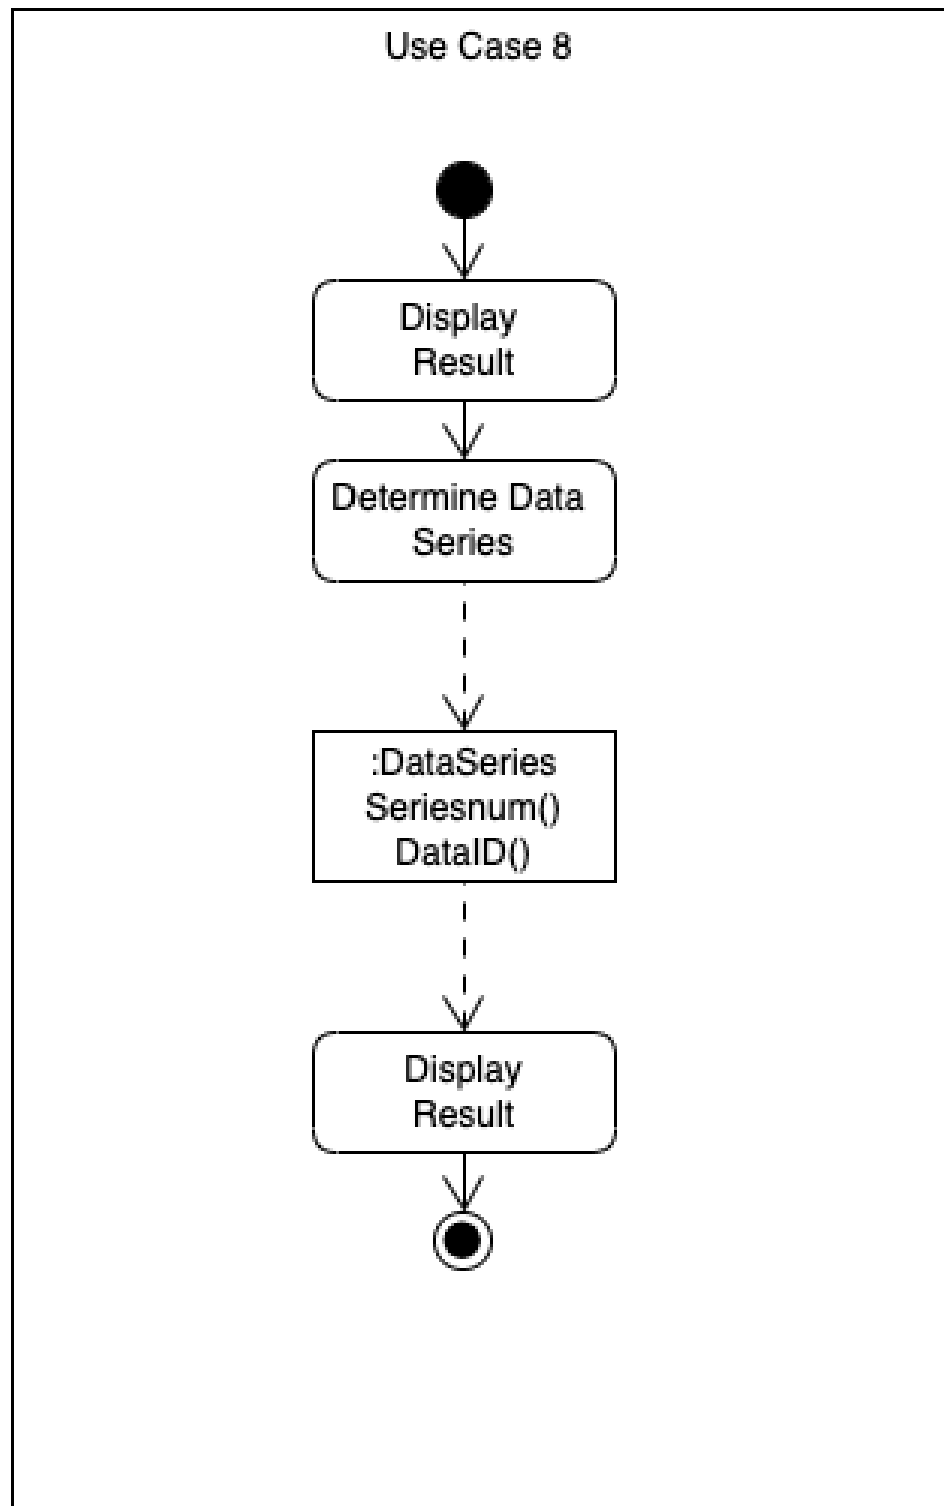 Use Case 8
Display
Result
Determine Data
Series
:DataSeries
Seriesnum()
DataID()
Display
Result